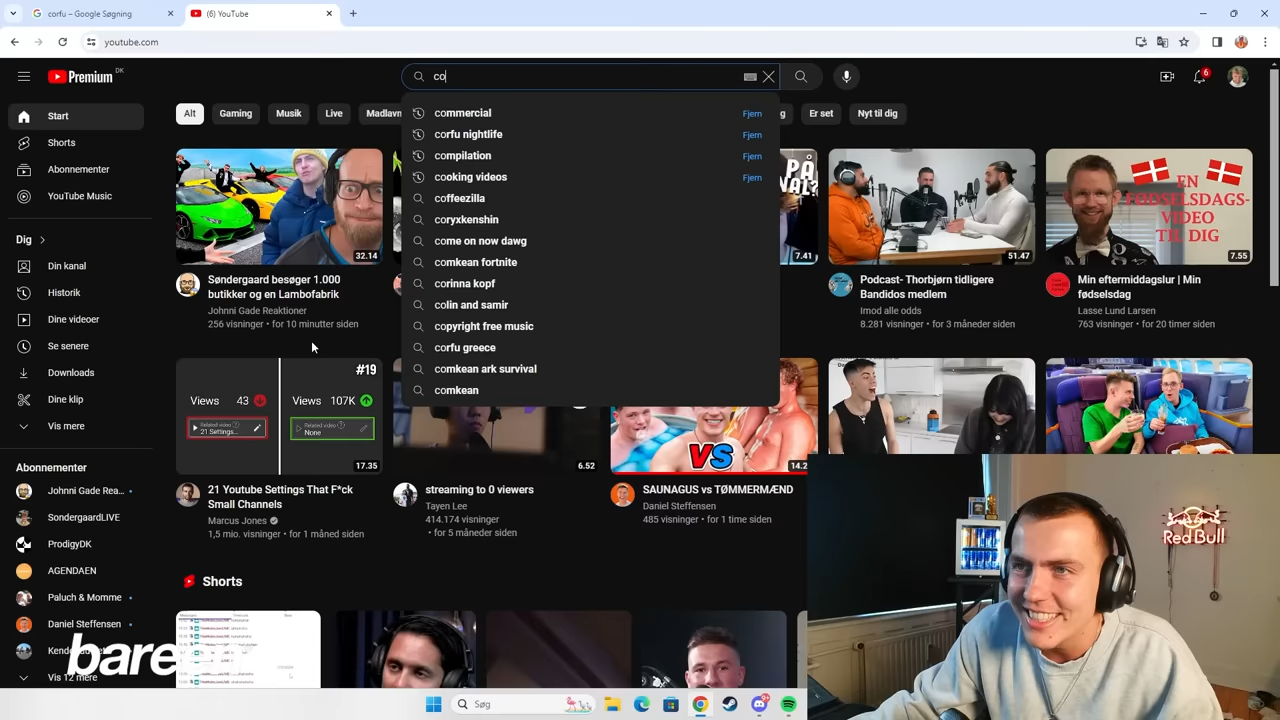 corfu – Google Søgning
(6) YouTube
youtube.com
Premium DK
co
6
commercial Fjern
corfu nightlife Fjern
compilation Fjern
cooking videos Fjern
coffeezilla
coryxkenshin
come on now dawg
comkean fortnite
corinna kopf
colin and samir
copyright free music
corfu greece
comkean
Alt
Gaming
Musik
Live
Er set
Nyt til dig
Start
Shorts
Abonnementer
YouTube Music
Dig
Din kanal
Historik
Dine videoer
Se senere
Downloads
Dine klip
Vis mere
Abonnementer
Johnni Gade Rea...
SondergaardLIVE
ProdigyDK
AGENDAEN
Paluch & Momme
Daniel Steffensen
bare
32.14
Søndergaard besøger 1.000
butikker og en Lambofabrik
Johnni Gade Reaktioner
256 visninger • for 10 minutter siden
PÅ
7.41
51.47
Podcast- Thorbjørn tidligere
Bandidos medlem
Imod alle odds
8.281 visninger • for 3 måneder siden
EN
FØDSELSDAGS-
VIDEO
TIL DIG
7.55
Min eftermiddagslur | Min
fødselsdag
Lasse Lund Larsen
763 visninger • for 20 timer siden
#19
Views 43
Views 107K
Related video
21 Settings...
Related video
None
17.35
21 Youtube Settings That F*ck
Small Channels
Marcus Jones
1,5 mio. visninger • for 1 måned siden
6.52
streaming to 0 viewers
Tayen Lee
414.174 visninger
• for 5 måneder siden
VS
14.2
SAUNAGUS vs TØMMERMÆND
Daniel Steffensen
485 visninger • for 1 time siden
Shorts
Red Bull
Søg